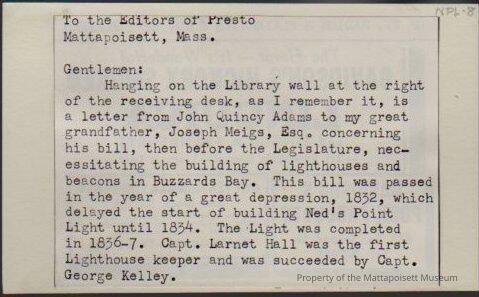 NPL-8
To the Editors of Presto
Mattapoisett, Mass.
Gentlemen:
Hanging on the Library wall at the right
of the receiving desk, as I remember it, is
a letter from John Quincy Adams to my great
grandfather, Joseph Meigs, Esq. concerning
his bill, then before the Legislature, nec-
essitating the building of lighthouses and
beacons in Buzzards Bay. This bill was passed
in the year of a great depression, 1832, which
delayed the start of building Ned's Point
Light until 1834. The Light was completed
in 1836-7. Capt. Larnet Hall was the first
Lighthouse keeper and was succeeded by Capt.
George Kelley.
Property of the Mattapoisett Museum